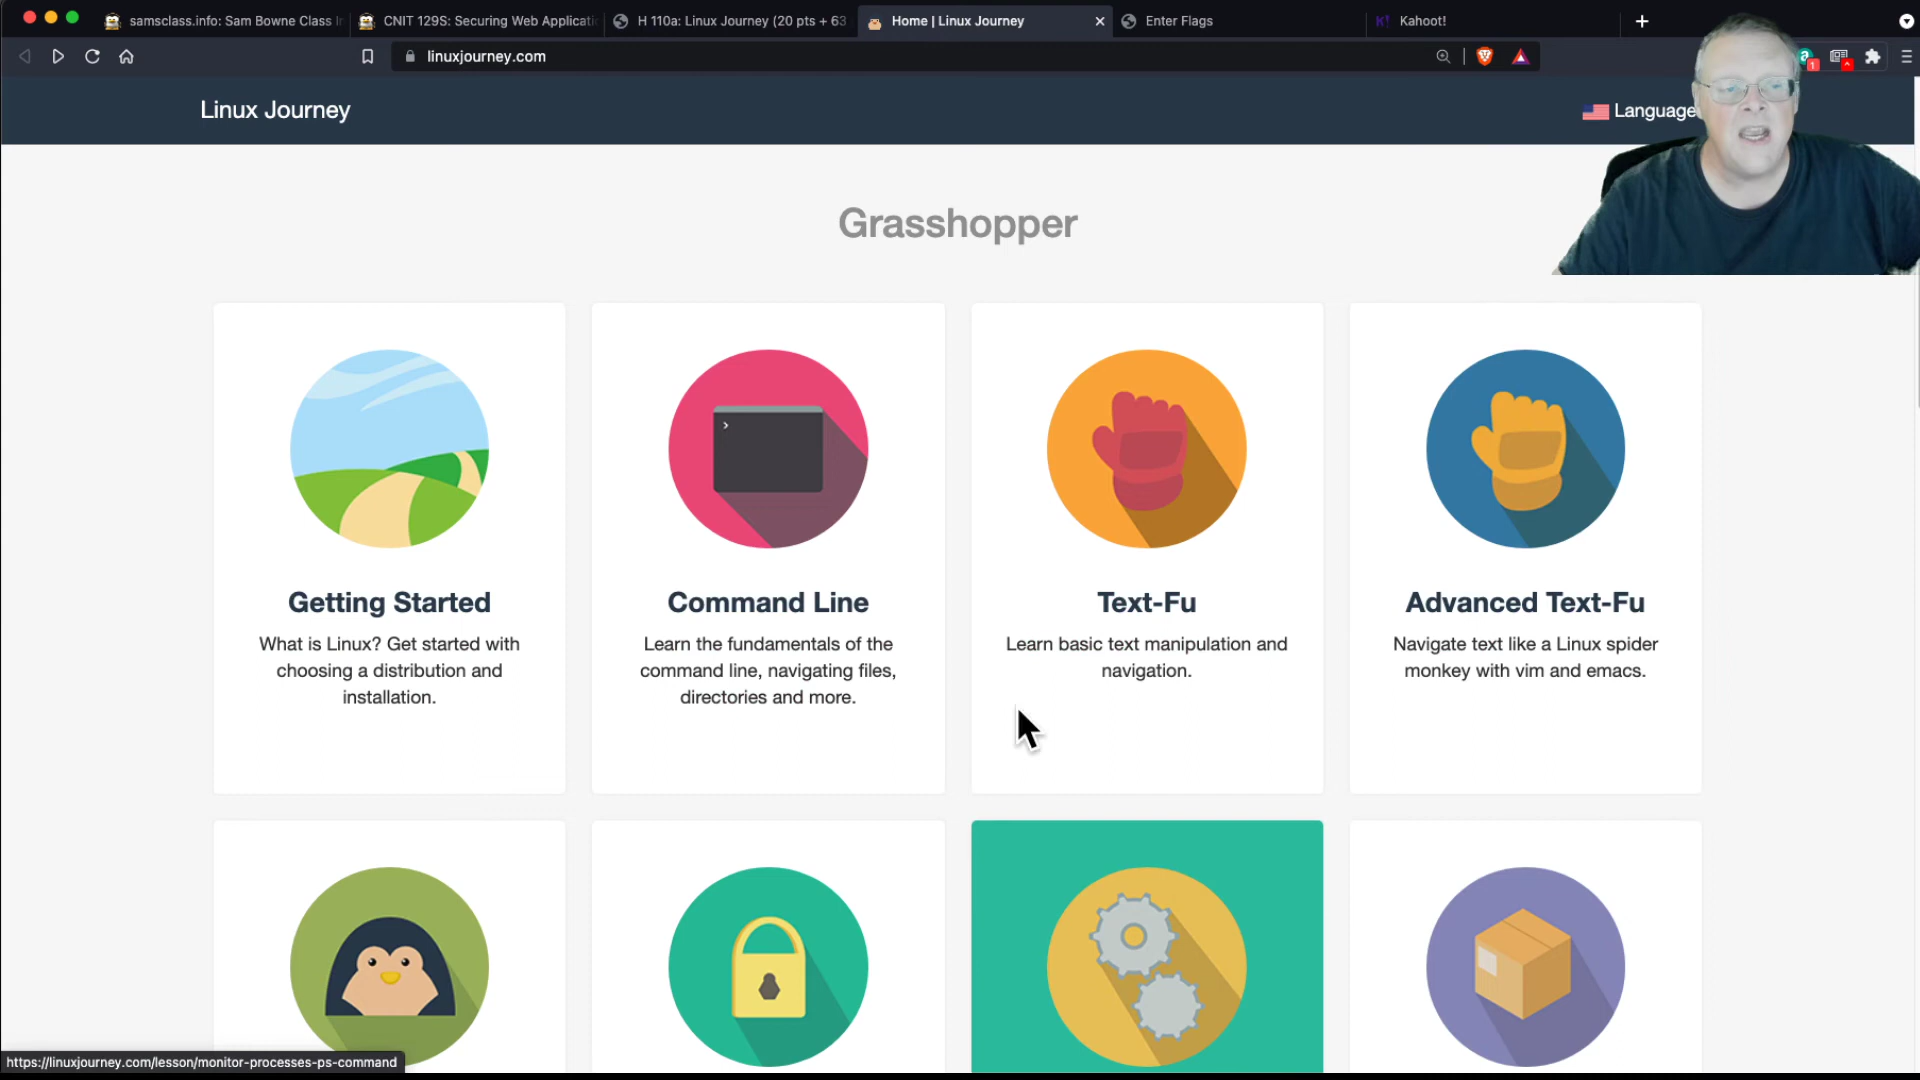 samsclass.info: Sam Bowne Class I
CNIT 129S: Securing Web Applicati
H 110a: Linux Journey (20 pts + 63
Home | Linux Journey
Enter Flags
Kahoot!
linuxjourney.com
1
Linux Journey
Language
Grasshopper
Getting Started
What is Linux? Get started with
choosing a distribution and
installation.
Command Line
Learn the fundamentals of the
command line, navigating files,
directories and more.
Text-Fu
Learn basic text manipulation and
navigation.
Advanced Text-Fu
Navigate text like a Linux spider
monkey with vim and emacs.
https://linuxjourney.com/lesson/monitor-processes-ps-command